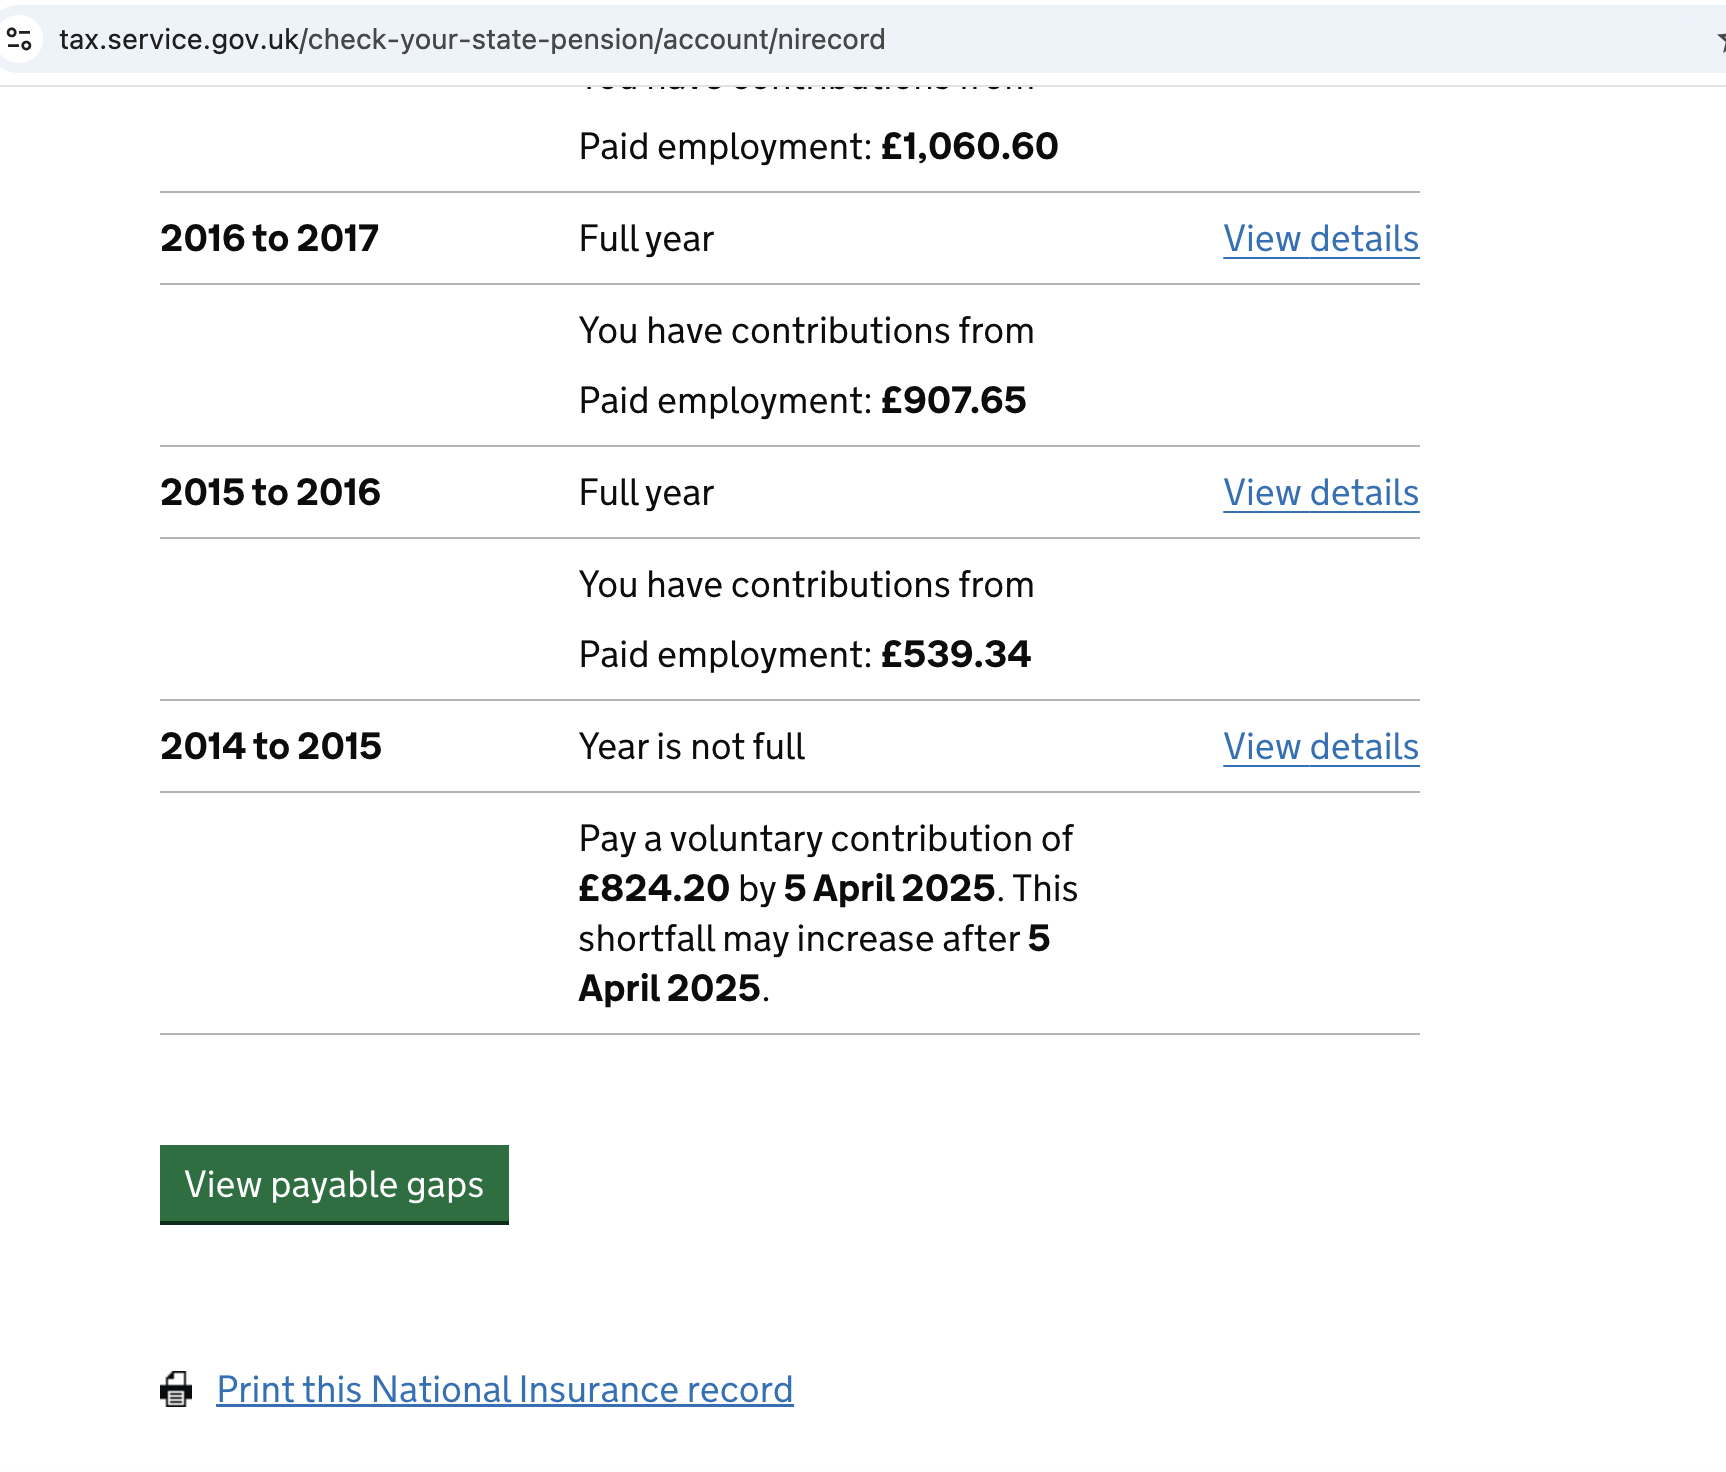 tax.service.gov.uk/check-your-state-pension/account/nirecord
You have contributions from
Paid employment: £1,060.60
2016 to 2017 Full year View details
You have contributions from
Paid employment: £907.65
2015 to 2016 Full year View details
You have contributions from
Paid employment: £539.34
2014 to 2015 Year is not full View details
Pay a voluntary contribution of
£824.20 by 5 April 2025. This
shortfall may increase after 5
April 2025.
View payable gaps
Print this National Insurance record